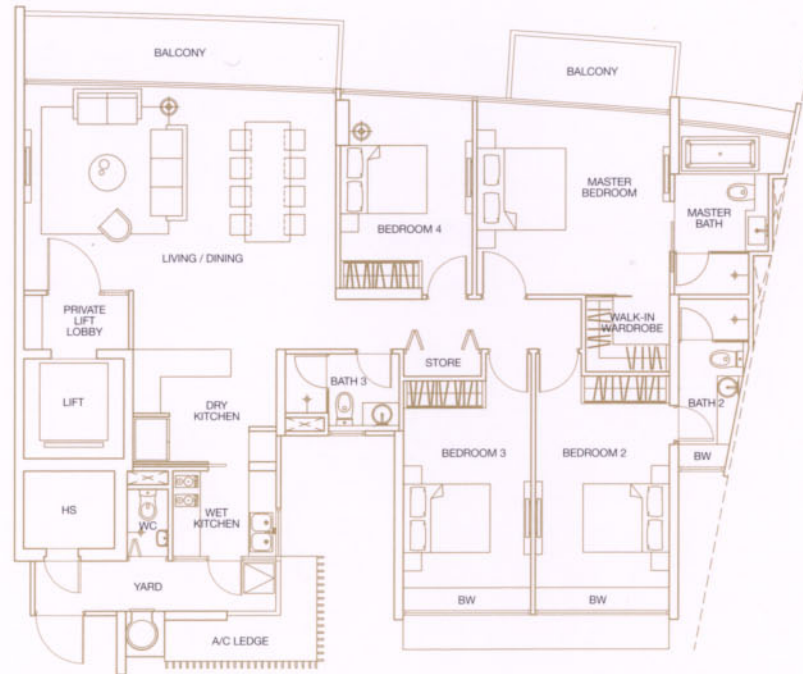 BALCONY
BALCONY
MASTER
BEDROOM
MASTER
BATH
BEDROOM 4
LIVING / DINING
PRIVATE
LIFT
LOBBY
WALK-IN
WARDROBE
STORE
BATH 3
LIFT
DRY
KITCHEN
BATH 2
BEDROOM 3
BEDROOM 2
BW
HS
WC
WET
KITCHEN
YARD
BW
BW
A/C LEDGE